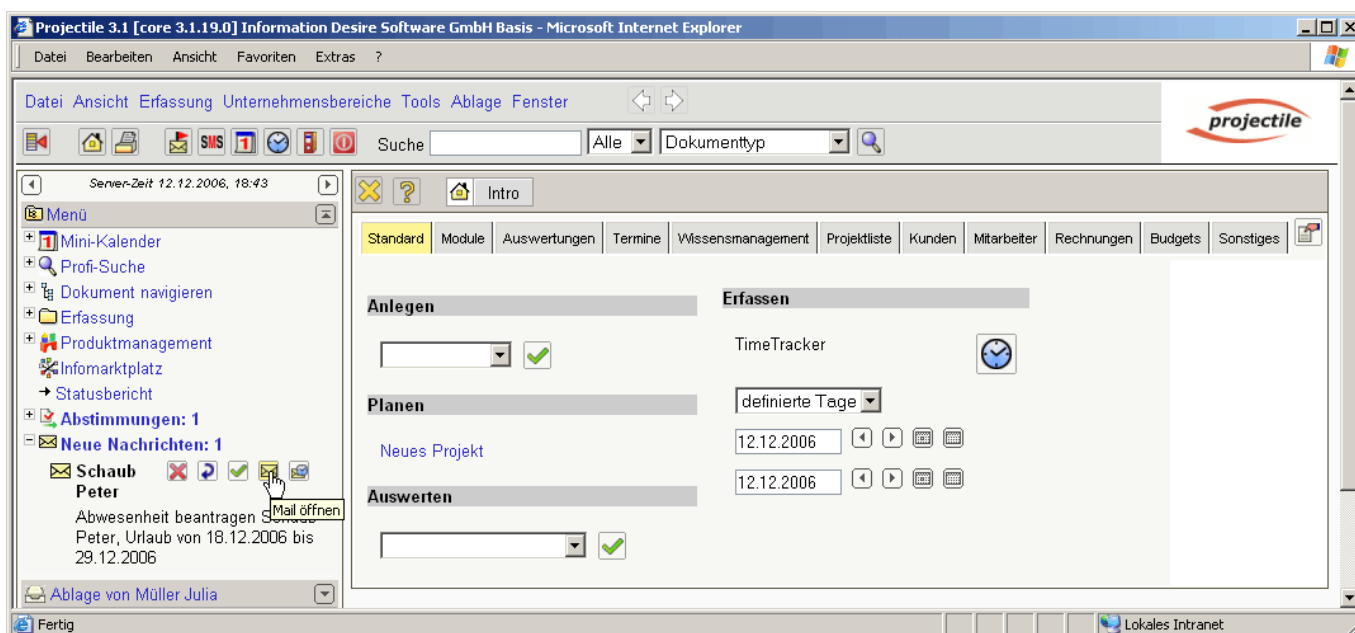 Projectile 3.1 [core 3.1.19.0] Information Desire Software GmbH Basis - Microsoft Internet Explorer
Datei Bearbeiten Ansicht Favoriten Extras ?
Datei Ansicht Erfassung Unternehmensbereiche Tools Ablage Fenster
projectile
SMS 1 Suche Alle Dokumenttyp
Server-Zeit 12.12.2006, 18:43
Menü
1 Mini-Kalender
Profi-Suche
Dokument navigieren
Erfassung
Produktmanagement
Infomarktplatz
Statusbericht
Abstimmungen: 1
Neue Nachrichten: 1
Schaub
Peter
Mail öffnen
Abwesenheit beantragen Schaub
Peter, Urlaub von 18.12.2006 bis
29.12.2006
Ablage von Müller Julia
? Intro
Standard Module Auswertungen Termine Wissensmanagement Projektliste Kunden Mitarbeiter Rechnungen Budgets Sonstiges
Anlegen
Planen
Neues Projekt
Auswerten
Erfassen
TimeTracker
definierte Tage
12.12.2006
12.12.2006
Fertig Lokales Intranet